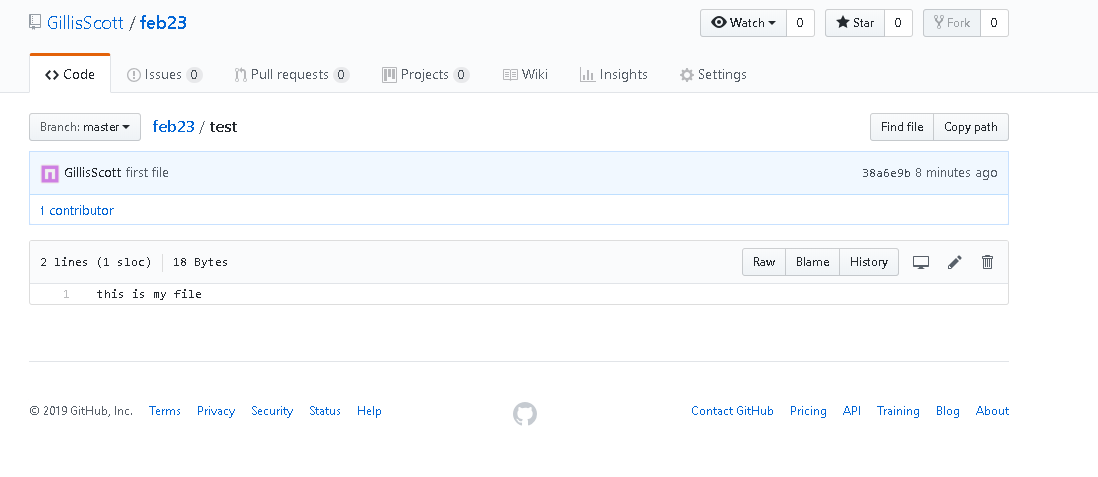 GillisScott / feb23 Watch 0 Star 0 Fork 0
Code Issues 0 Pull requests 0 Projects 0 Wiki Insights Settings
Branch: master feb23 / test Find file Copy path
GillisScott first file 38a6e9b 8 minutes ago
1 contributor
2 lines (1 sloc) 18 Bytes Raw Blame History
1 this is my file
© 2019 GitHub, Inc. Terms Privacy Security Status Help Contact GitHub Pricing API Training Blog About